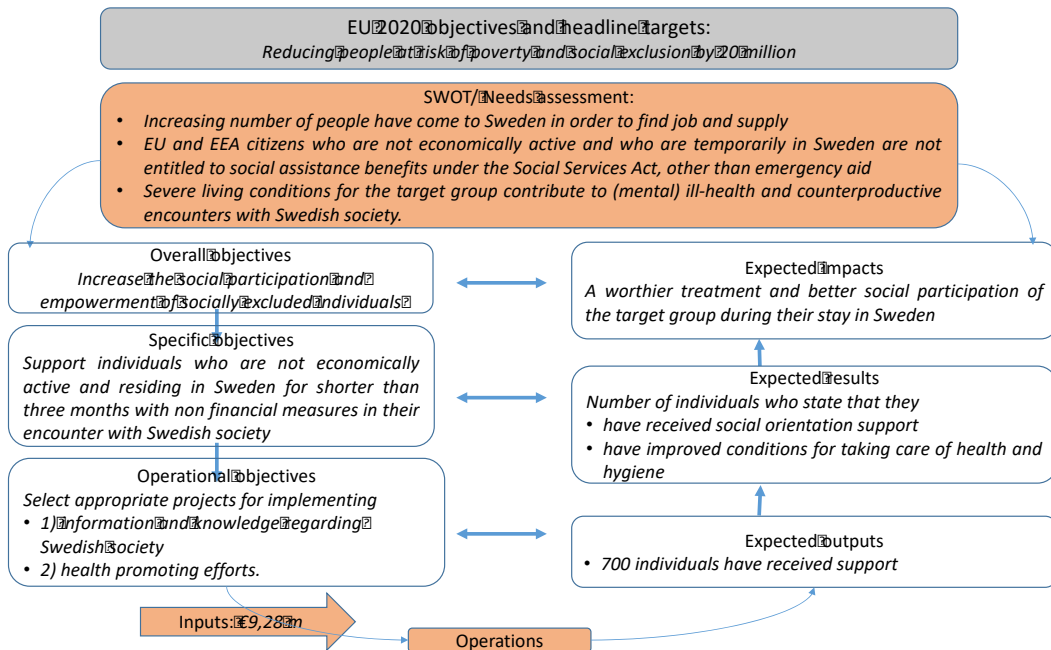 EU 2020 objectives and headline targets:
Reducing people at risk of poverty and social exclusion by 20 million
SWOT/ Needs assessment:
• Increasing number of people have come to Sweden in order to find job and supply
• EU and EEA citizens who are not economically active and who are temporarily in Sweden are not
entitled to social assistance benefits under the Social Services Act, other than emergency aid
• Severe living conditions for the target group contribute to (mental) ill-health and counterproductive
encounters with Swedish society.
Overall objectives
Increase the social participation and
empowerment of socially excluded individuals
Specific objectives
Support individuals who are not economically
active and residing in Sweden for shorter than
three months with non financial measures in their
encounter with Swedish society
Operational objectives
Select appropriate projects for implementing
• 1) information and knowledge regarding
Swedish society
• 2) health promoting efforts.
Expected impacts
A worthier treatment and better social participation of
the target group during their stay in Sweden
Expected results
Number of individuals who state that they
• have received social orientation support
• have improved conditions for taking care of health and
hygiene
Expected outputs
• 700 individuals have received support
Inputs: €9,28 m
Operations